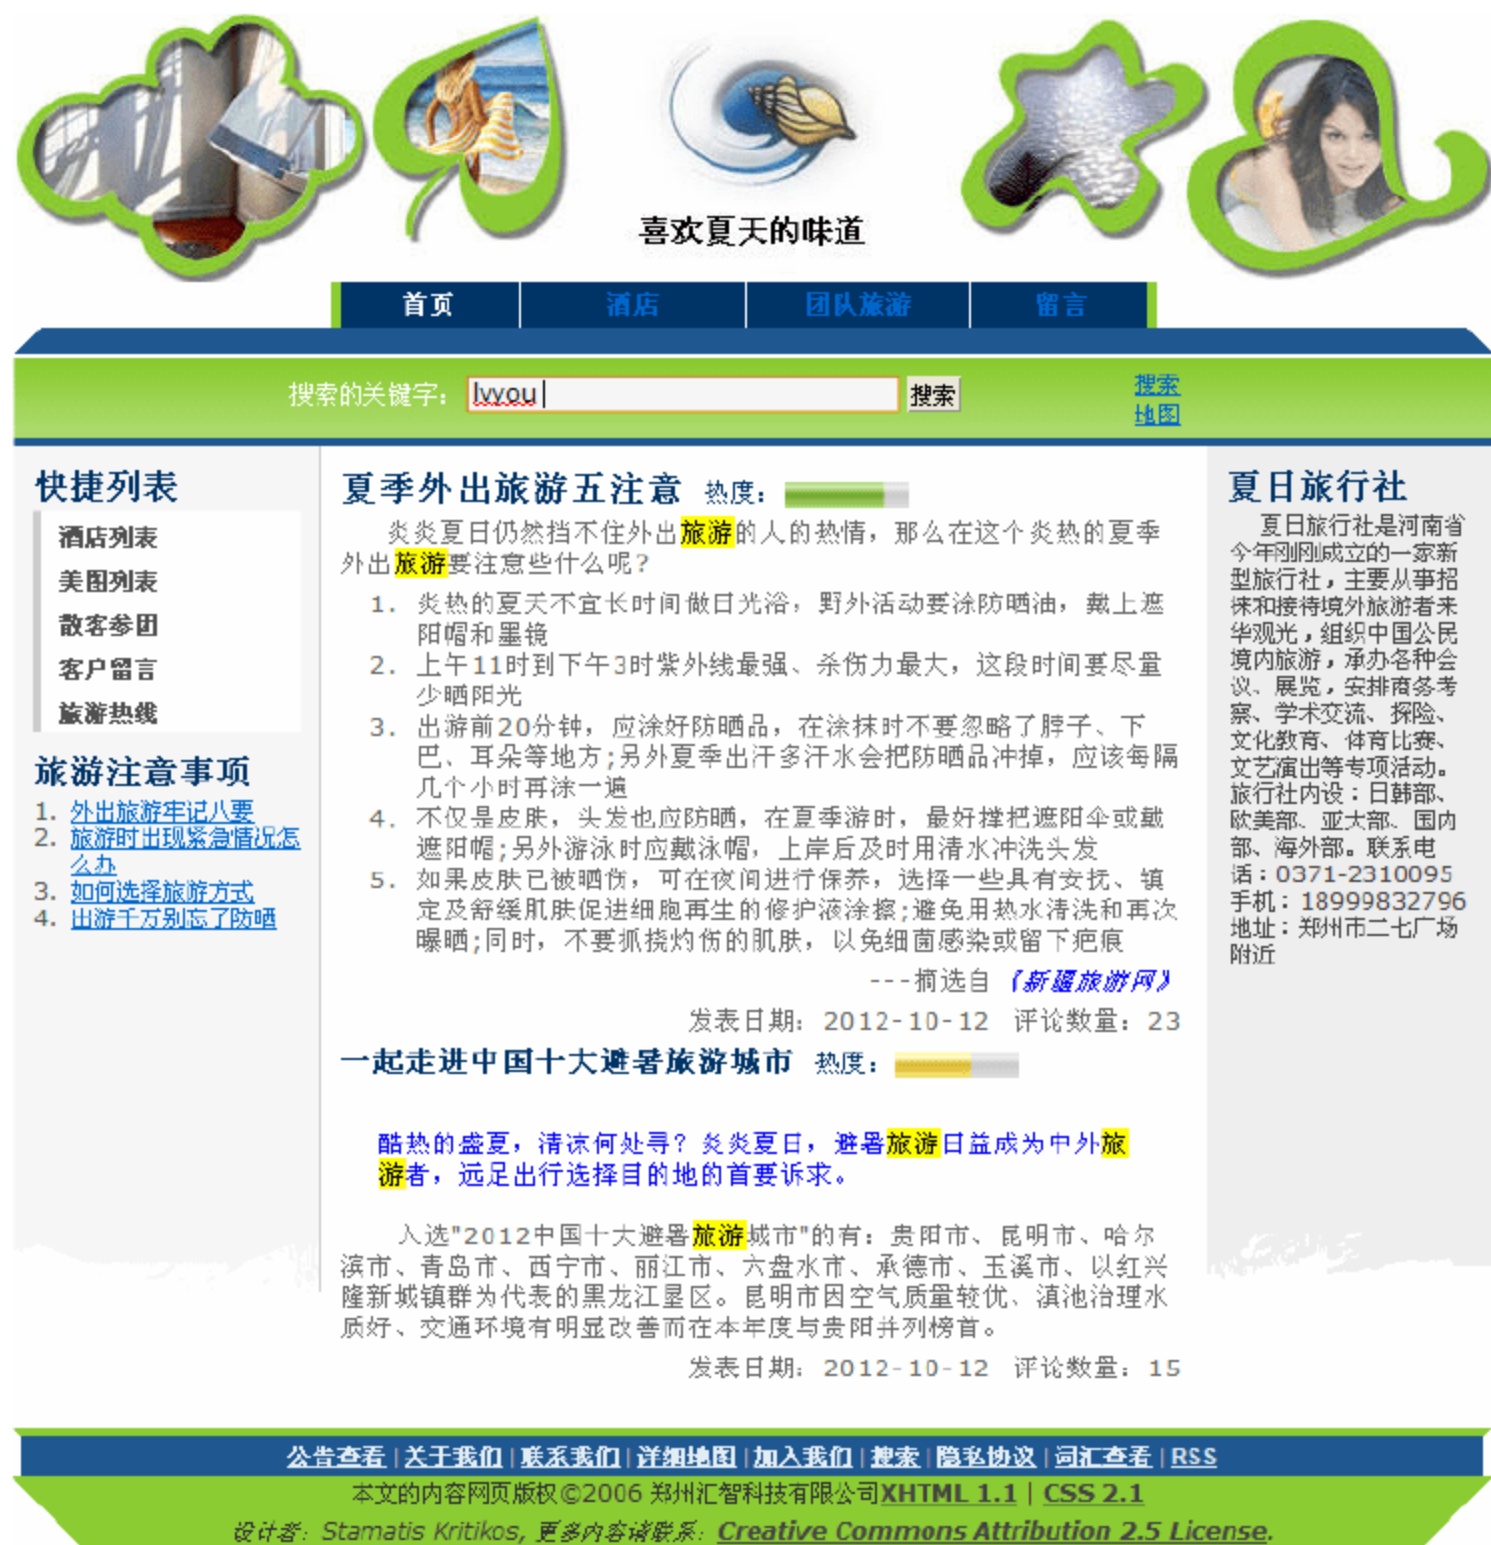 喜欢夏天的味道
首页 酒店 团队旅游 留言
搜索的关键字: lvyou 搜索 搜索
地图
快捷列表
酒店列表
美图列表
散客参团
客户留言
旅游热线
旅游注意事项
1. 外出旅游牢记八要
2. 旅游时出现紧急情况怎
么办
3. 如何选择旅游方式
4. 出游千万别忘了防晒
夏季外出旅游五注意 热度:
炎炎夏日仍然挡不住外出旅游的人的热情，那么在这个炎热的夏季
外出旅游要注意些什么呢?
1. 炎热的夏天不宜长时间做日光浴，野外活动要涂防晒油，戴上遮
阳帽和墨镜
2. 上午11时到下午3时紫外线最强、杀伤力最大，这段时间要尽量
少晒阳光
3. 出游前20分钟，应涂好防晒品，在涂抹时不要忽略了脖子、下
巴、耳朵等地方;另外夏季出汗多汗水会把防晒品冲掉，应该每隔
几个小时再涂一遍
4. 不仅是皮肤，头发也应防晒，在夏季游时，最好撑把遮阳伞或戴
遮阳帽;另外游泳时应戴泳帽，上岸后及时用清水冲洗头发
5. 如果皮肤已被晒伤，可在夜间进行保养，选择一些具有安抚、镇
定及舒缓肌肤促进细胞再生的修护液涂擦;避免用热水清洗和再次
曝晒;同时，不要抓挠灼伤的肌肤，以免细菌感染或留下疤痕
---摘选自 《新疆旅游网》
发表日期: 2012-10-12 评论数量: 23
一起走进中国十大避暑旅游城市 热度:
酷热的盛夏，清凉何处寻? 炎炎夏日，避暑旅游日益成为中外旅
游者，远足出行选择目的地的首要诉求。
入选"2012中国十大避暑旅游城市"的有: 贵阳市、昆明市、哈尔
滨市、青岛市、西宁市、丽江市、六盘水市、承德市、玉溪市、以红兴
隆新城镇群为代表的黑龙江垦区。昆明市因空气质量较优、滇池治理水
质好、交通环境有明显改善而在本年度与贵阳并列榜首。
发表日期: 2012-10-12 评论数量: 15
夏日旅行社
夏日旅行社是河南省
今年刚刚成立的一家新
型旅行社，主要从事招
徕和接待境外旅游者来
华观光，组织中国公民
境内旅游，承办各种会
议、展览，安排商务考
察、学术交流、探险、
文化教育、体育比赛、
文艺演出等专项活动。
旅行社内设：日韩部、
欧美部、亚大部、国内
部、海外部。联系电
话：0371-2310095
手机：18999832796
地址：郑州市二七广场
附近
公告查看 | 关于我们 | 联系我们 | 详细地图 | 加入我们 | 搜索 | 隐私协议 | 词汇查看 | RSS
本文的内容网页版权©2006 郑州汇智科技有限公司XHTML 1.1 | CSS 2.1
设计者: Stamatis Kritikos, 更多内容请联系: Creative Commons Attribution 2.5 License.